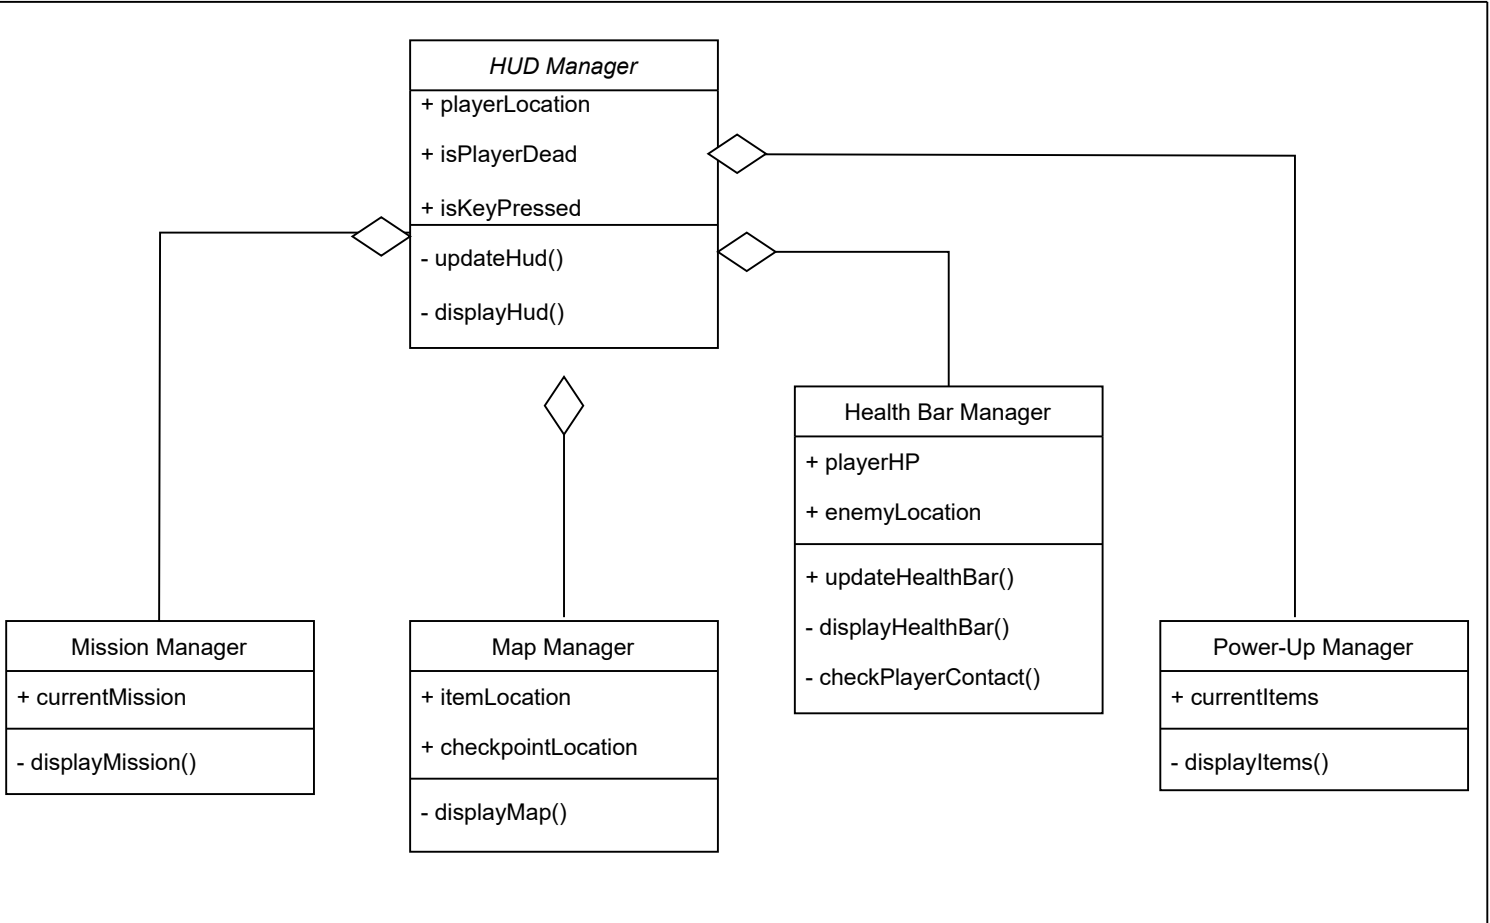 HUD Manager
+ playerLocation
+ isPlayerDead
+ isKeyPressed
- updateHud()
- displayHud()
Health Bar Manager
+ playerHP
+ enemyLocation
+ updateHealthBar()
- displayHealthBar()
- checkPlayerContact()
Mission Manager
+ currentMission
- displayMission()
Map Manager
+ itemLocation
+ checkpointLocation
- displayMap()
Power-Up Manager
+ currentItems
- displayItems()